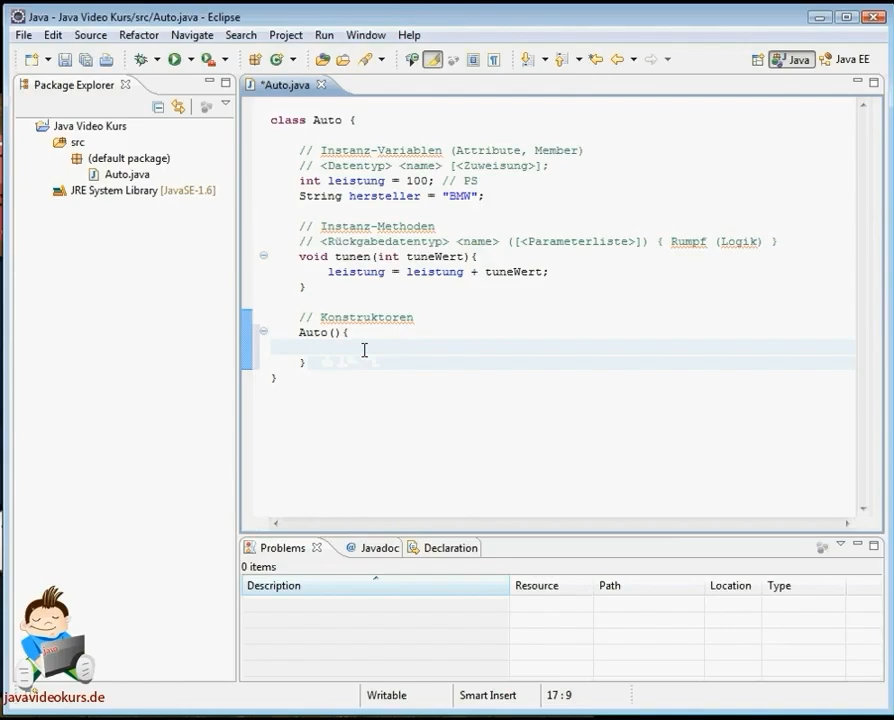 Java - Java Video Kurs/src/Auto.java - Eclipse
File Edit Source Refactor Navigate Search Project Run Window Help
Java Java EE
Package Explorer
*Auto.java
Java Video Kurs
src
(default package)
Auto.java
JRE System Library [JavaSE-1.6]
class Auto {
// Instanz-Variablen (Attribute, Member)
// <Datentyp> <name> [<Zuweisung>];
int leistung = 100; // PS
String hersteller = "BMW";
// Instanz-Methoden
// <Rückgabedatentyp> <name> ([<Parameterliste>]) { Rumpf (Logik) }
void tunen(int tuneWert){
leistung = leistung + tuneWert;
}
// Konstruktoren
Auto(){
}
}
Problems Javadoc Declaration
0 items
Description Resource Path Location Type
Writable Smart Insert 17:9
javavideokurs.de